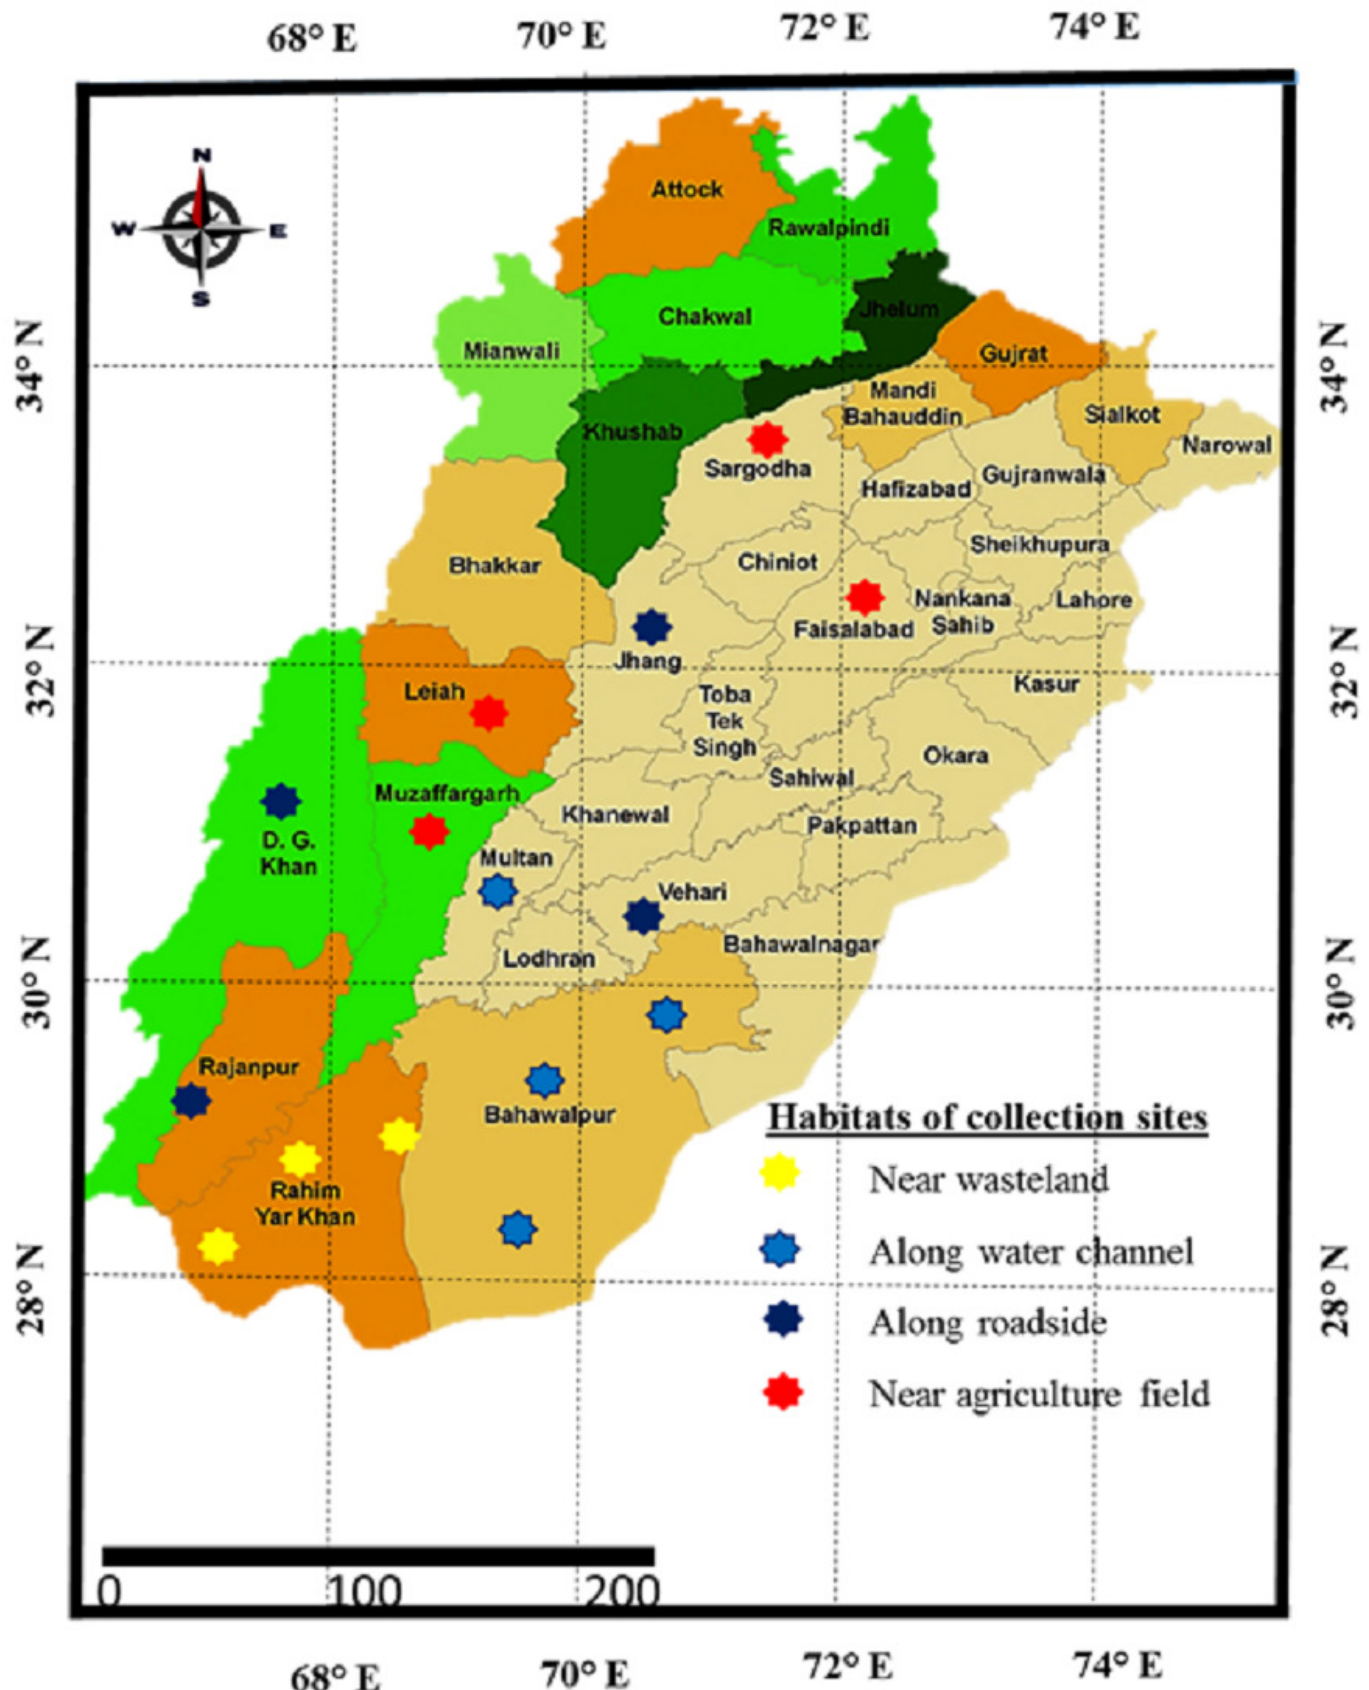 68° E 70° E 72° E 74° E
N
W E
S
Attock
Rawalpindi
Chakwal
Jhelum
Mianwali
Gujrat
34° N 34° N
Mandi
Bahauddin
Sialkot
Khushab
Narowal
Sargodha
Gujranwala
Hafizabad
Sheikhupura
Chiniot
Bhakkar
Nankana
Sahib
Lahore
Faisalabad
Jhang
32° N 32° N
Kasur
Leiah
Toba
Tek
Singh
Okara
Sahiwal
Muzaffargarh
Khanewal
Pakpattan
D. G.
Khan
Multan
Vehari
Bahawalnagar
Lodhran
30° N 30° N
Rajanpur
Bahawalpur
Rahim
Yar Khan
Habitats of collection sites
Near wasteland
Along water channel
28° N 28° N
Along roadside
Near agriculture field
0 100 200
68° E 70° E 72° E 74° E